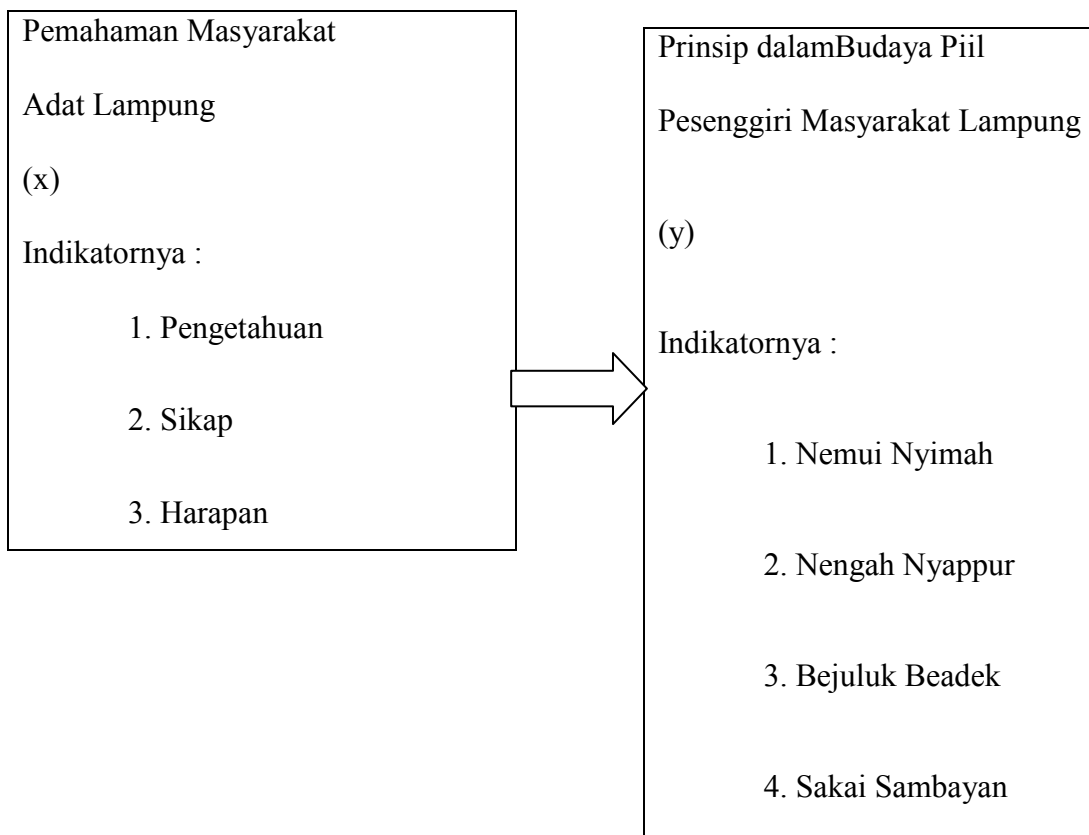 Pemahaman Masyarakat
Adat Lampung
(x)
Indikatornya :
1. Pengetahuan
2. Sikap
3. Harapan
Prinsip dalamBudaya Piil
Pesenggiri Masyarakat Lampung
(y)
Indikatornya :
1. Nemui Nyimah
2. Nengah Nyappur
3. Bejuluk Beadek
4. Sakai Sambayan